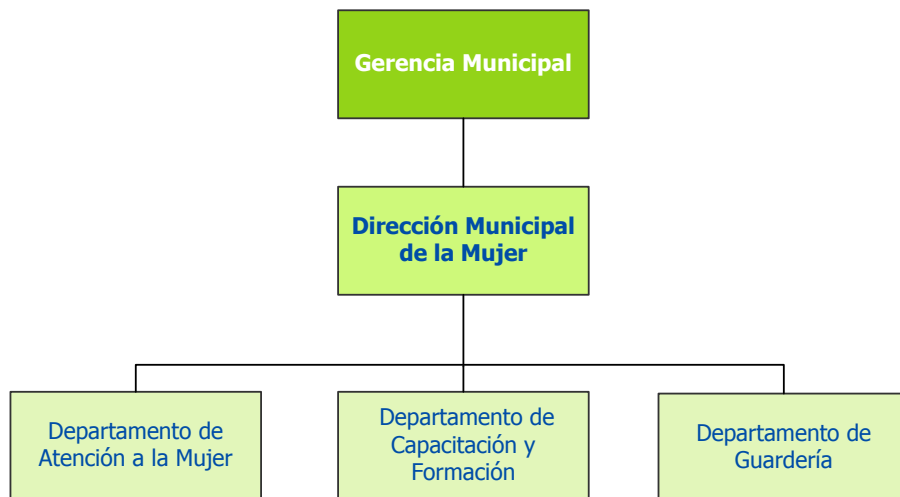 Gerencia Municipal
Dirección Municipal
de la Mujer
Departamento de
Atención a la Mujer
Departamento de
Capacitación y
Formación
Departamento de
Guardería